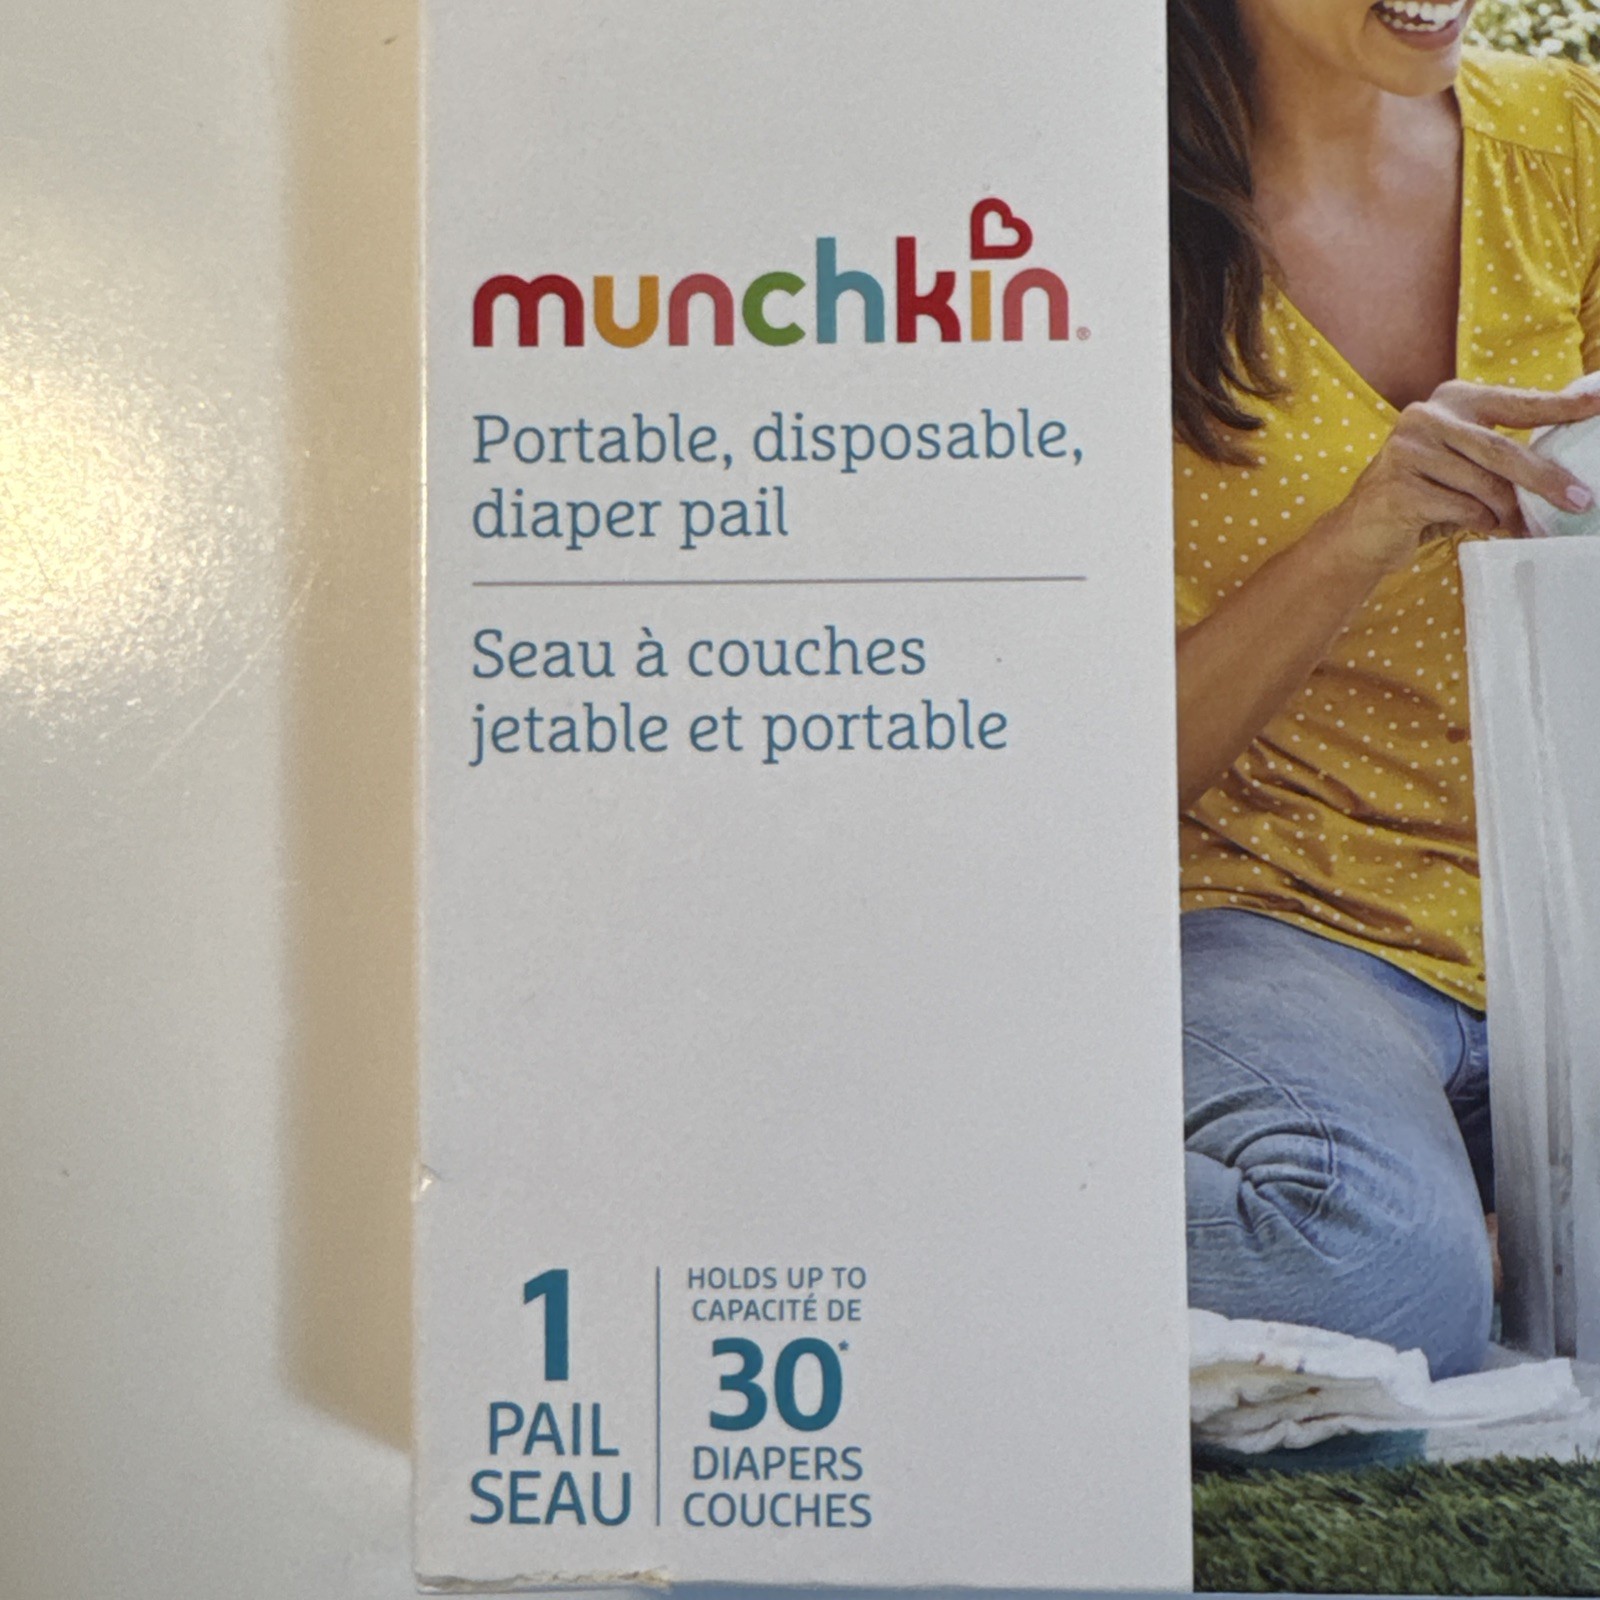 munchkin®
Portable, disposable,
diaper pail
Seau à couches
jetable et portable
1
PAIL
SEAU
HOLDS UP TO
CAPACITÉ DE
30*
DIAPERS
COUCHES